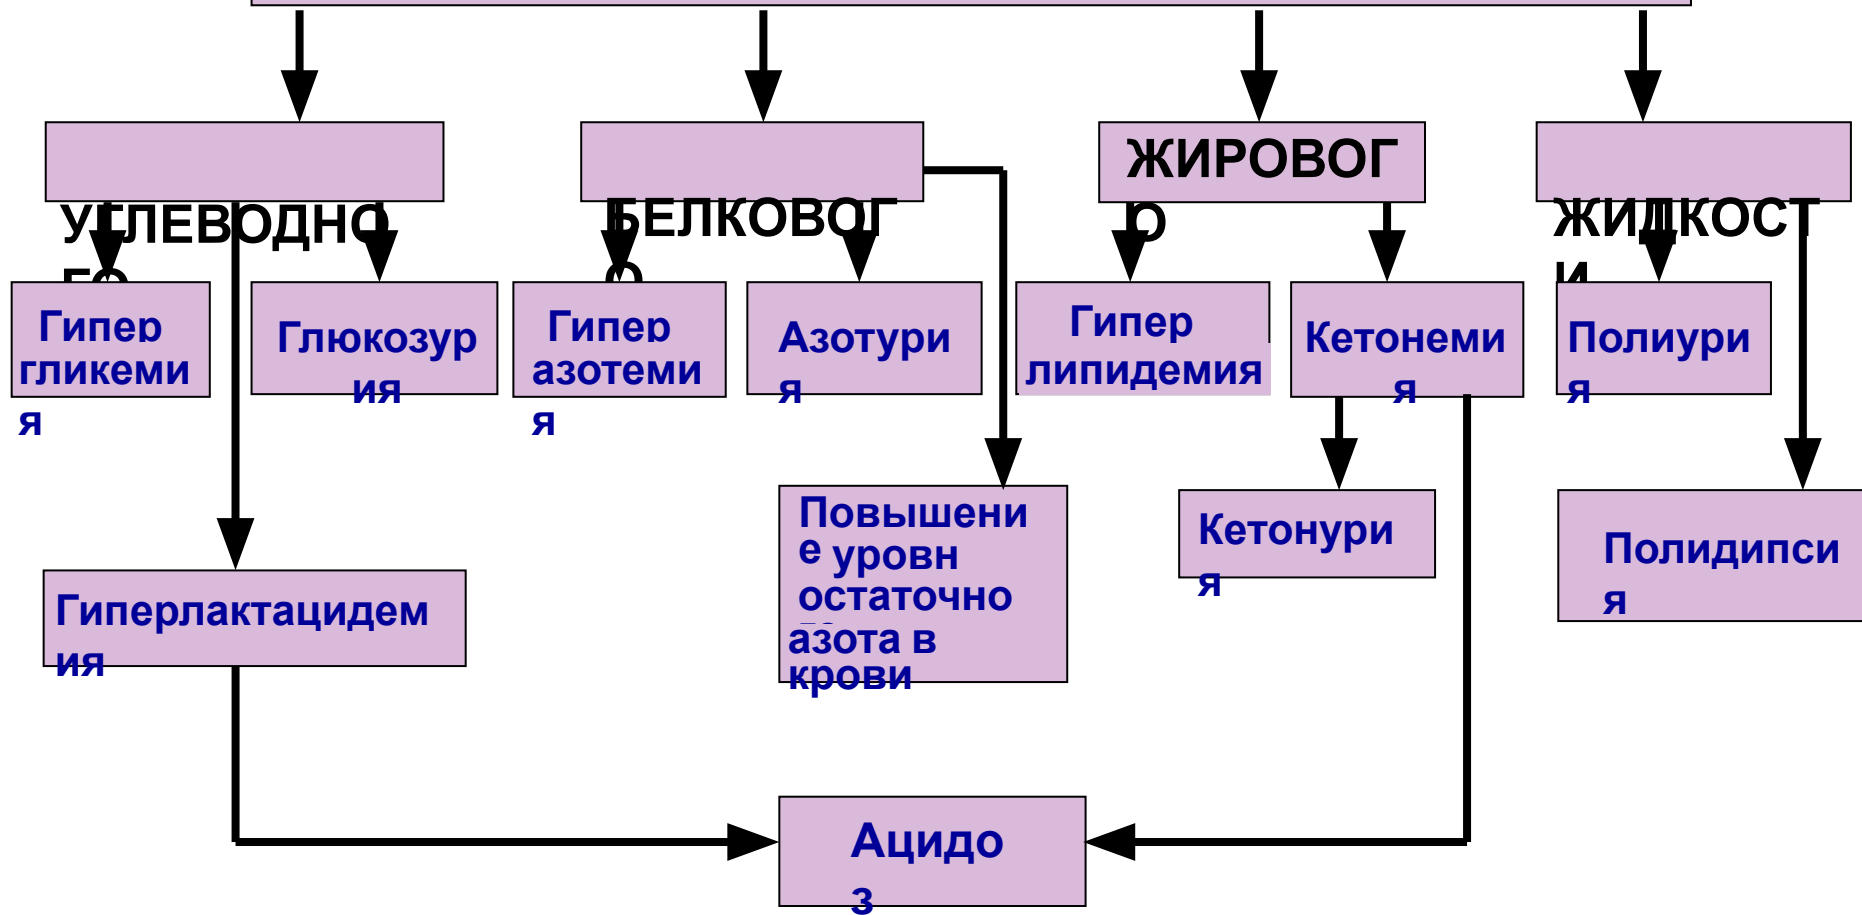 ЖИРОВОГ
О
УГЛЕВОДНО
ГО
БЕЛКОВОГ
О
ЖИДКОСТ
И
Гипер
гликеми
я
Глюкозур
ия
Гипер
азотеми
я
Азотури
я
Гипер
липидемия
Кетонеми
я
Полиури
я
Повышени
е уровн
остаточно
азота в
крови
Кетонури
я
Полидипси
я
Гиперлактацидем
ия
Ацидо
з